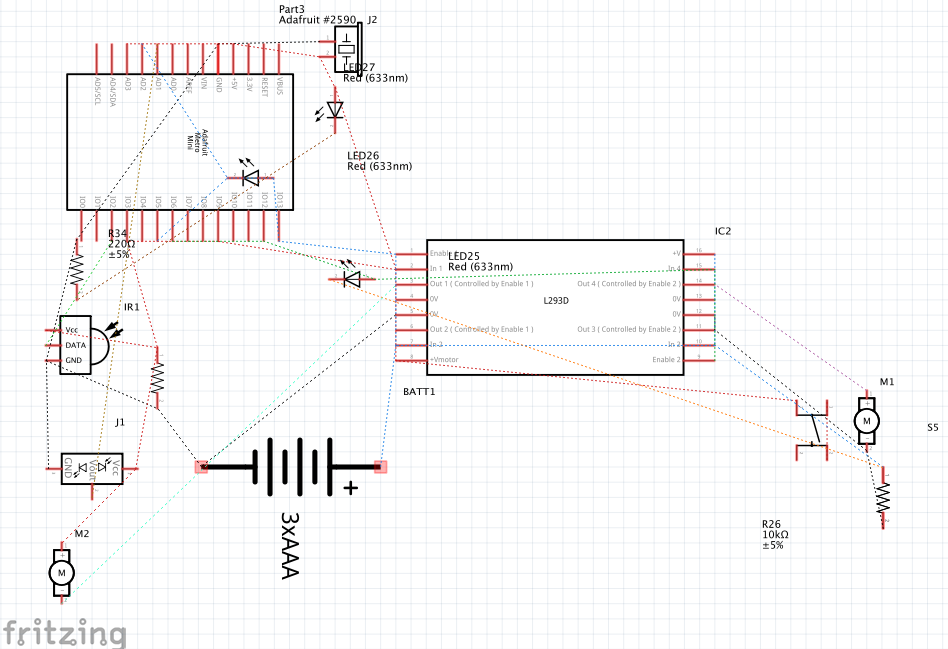 Part3
Adafruit #2590
J2
LED27
Red (633nm)
AD5/SCL
AD4/SDA
AD3
AD2
AD1
AD0
AREF
VIN
GND
+5V
3.3V
RESET
VBUS
Adafruit
Metro
Mini
LED26
Red (633nm)
IO0
IO1
IO2
IO3
IO4
IO5
IO6
IO7
IO8
IO9
IO10
IO11
IO12
IO13
R34
220Ω
±5%
IC2
LED25
Red (633nm)
Enable 1
In 1
Out 1 ( Controlled by Enable 1 )
0V
0V
Out 2 ( Controlled by Enable 1 )
In 2
+Vmotor
L293D
+V
In 4
Out 4 ( Controlled by Enable 2 )
0V
0V
Out 3 ( Controlled by Enable 2 )
In 3
Enable 2
IR1
Vcc
DATA
GND
BATT1
M1
M
J1
S5
GND
Vout
Vcc
3xAAA
R26
10kΩ
±5%
M2
M
fritzing